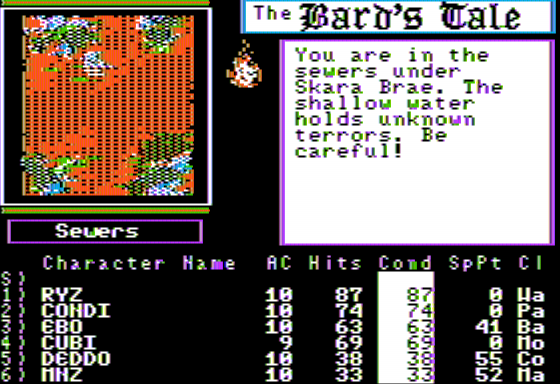 The Bard's Tale
You are in the
sewers under
Skara Brae. The
shallow water
holds unknown
terrors. Be
careful!
Sewers
Character Name AC Hits Cond SpPt Cl
S)
1) RYZ 10 87 87 0 Wa
2) CONDI 10 74 74 0 Pa
3) EBO 10 63 63 41 Ba
4) CUBI 9 69 69 0 Mo
5) DEDDO 10 38 38 55 Co
6) MNZ 10 33 33 52 Ma